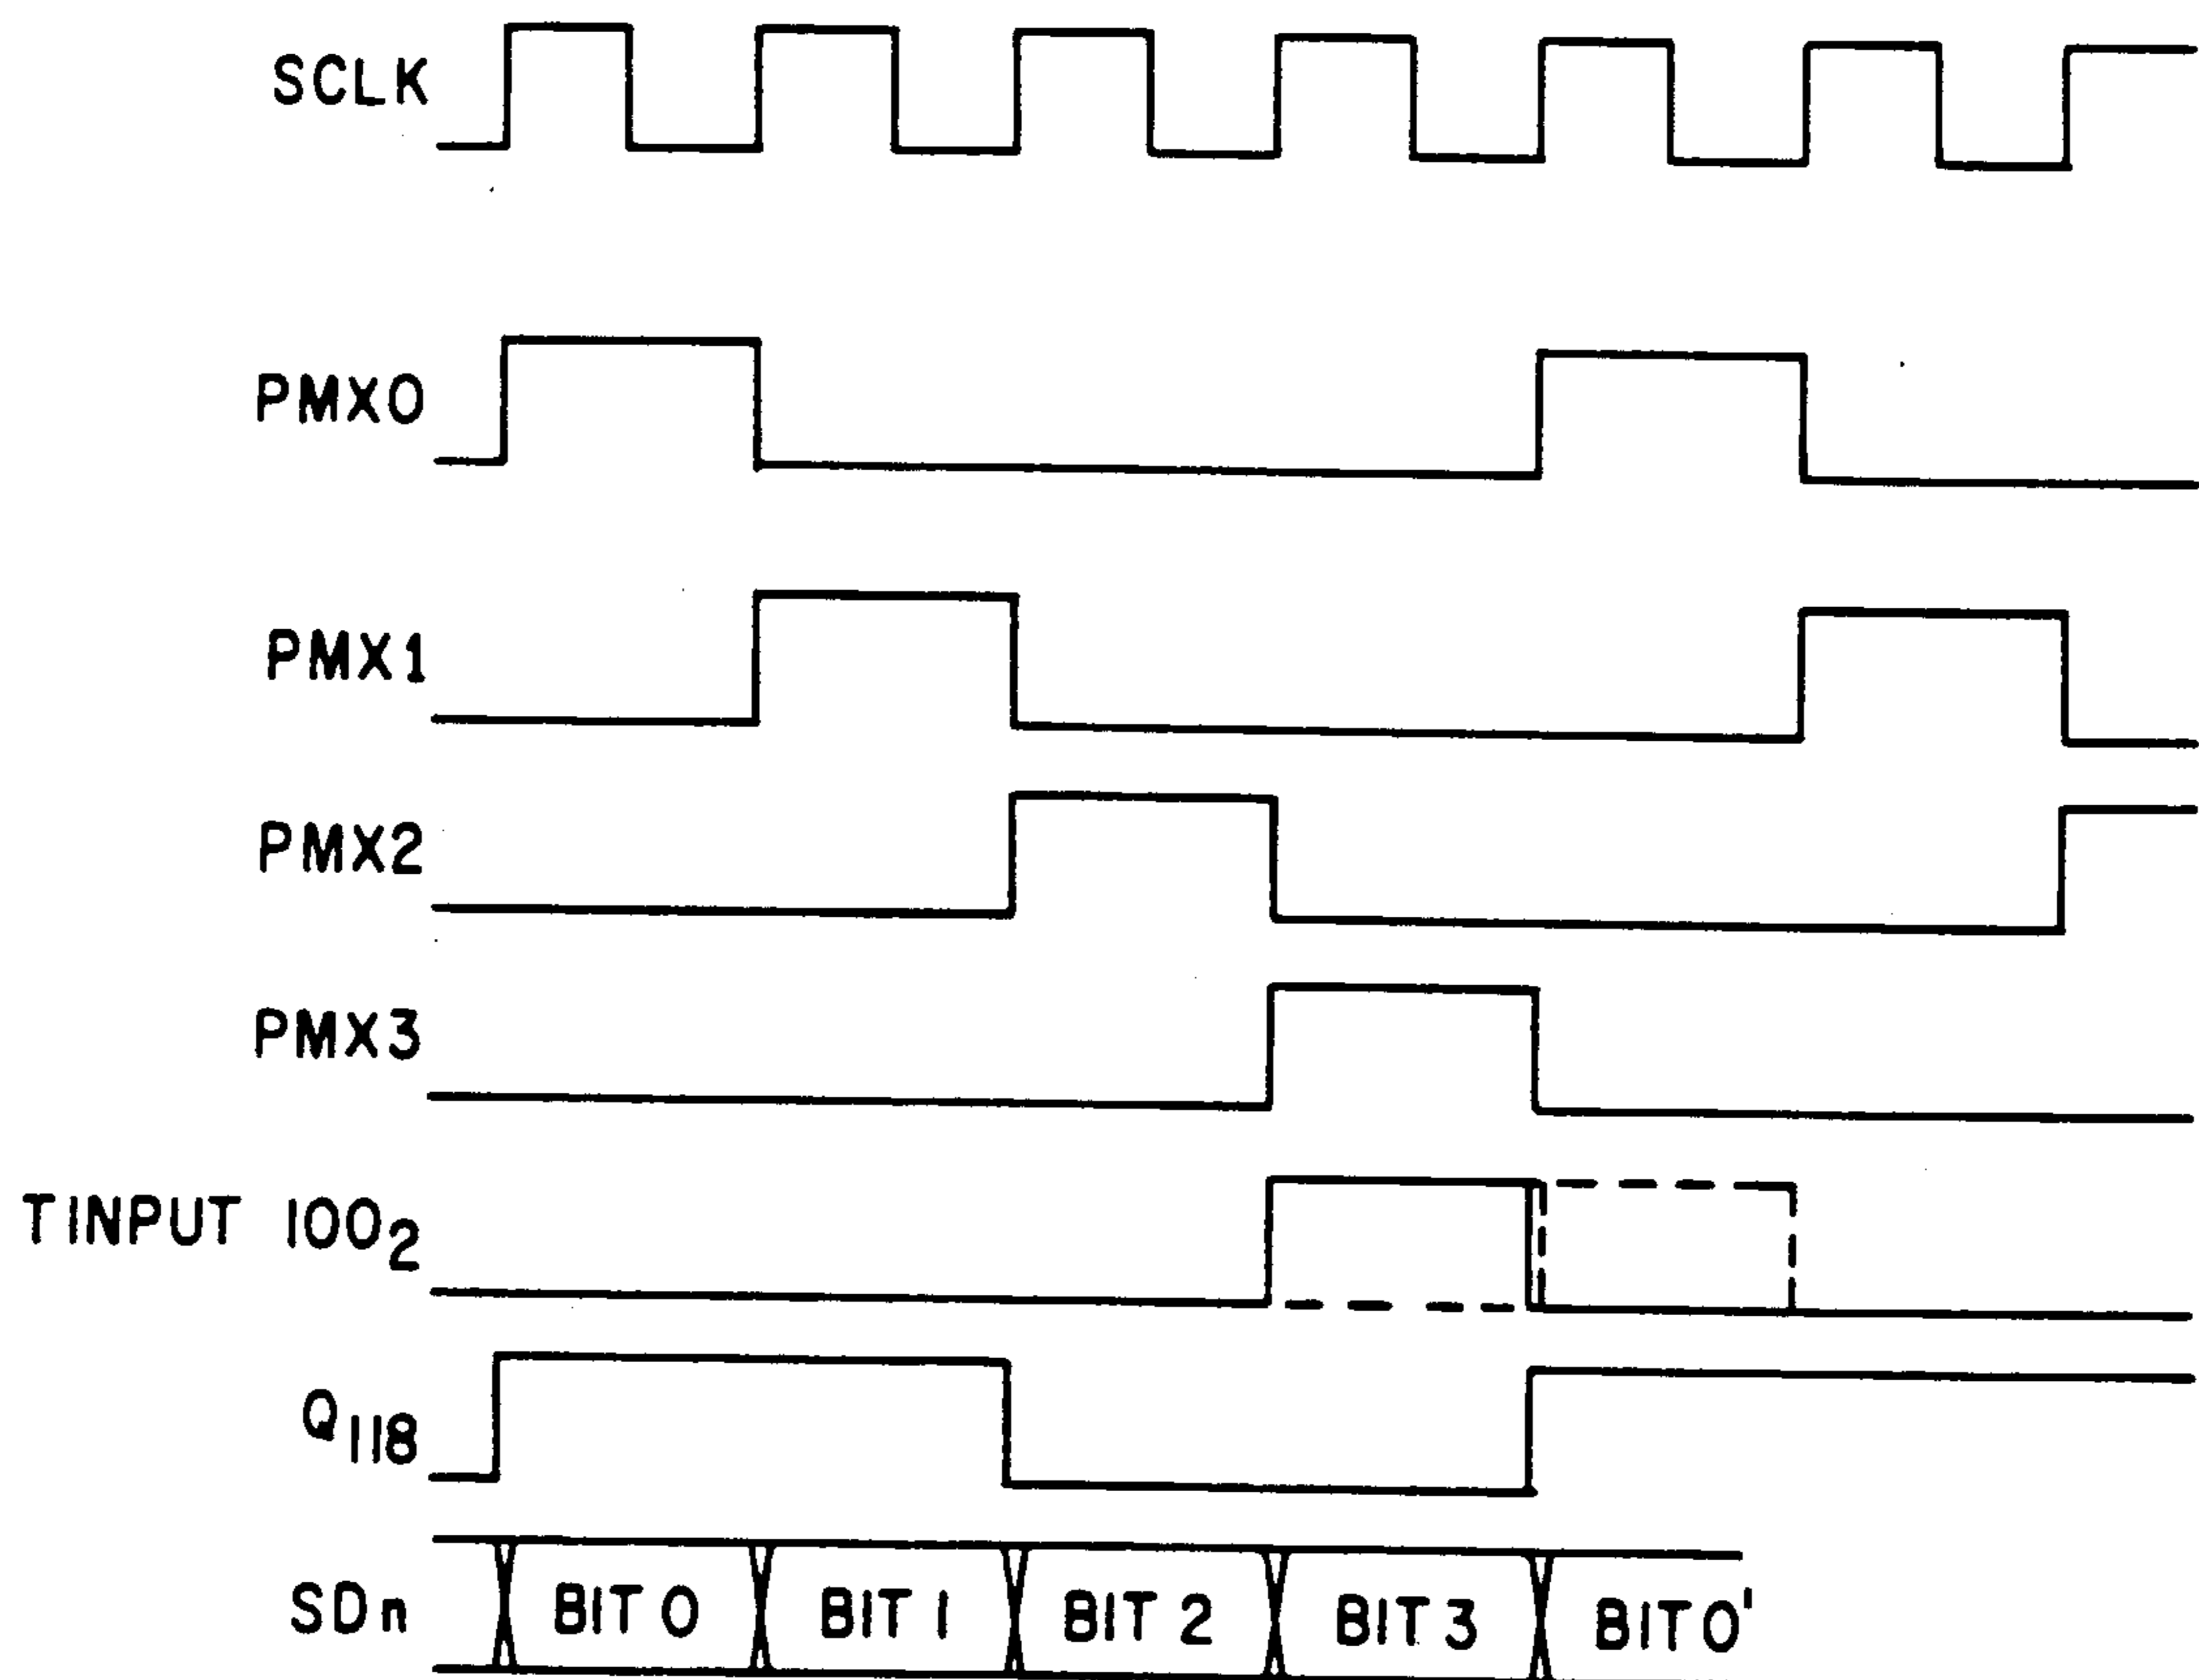 SCLK
PMX0
PMX1
PMX2
PMX3
TINPUT 100₂
Q₁₁₈
SDn BIT 0 BIT 1 BIT 2 BIT 3 BIT 0'